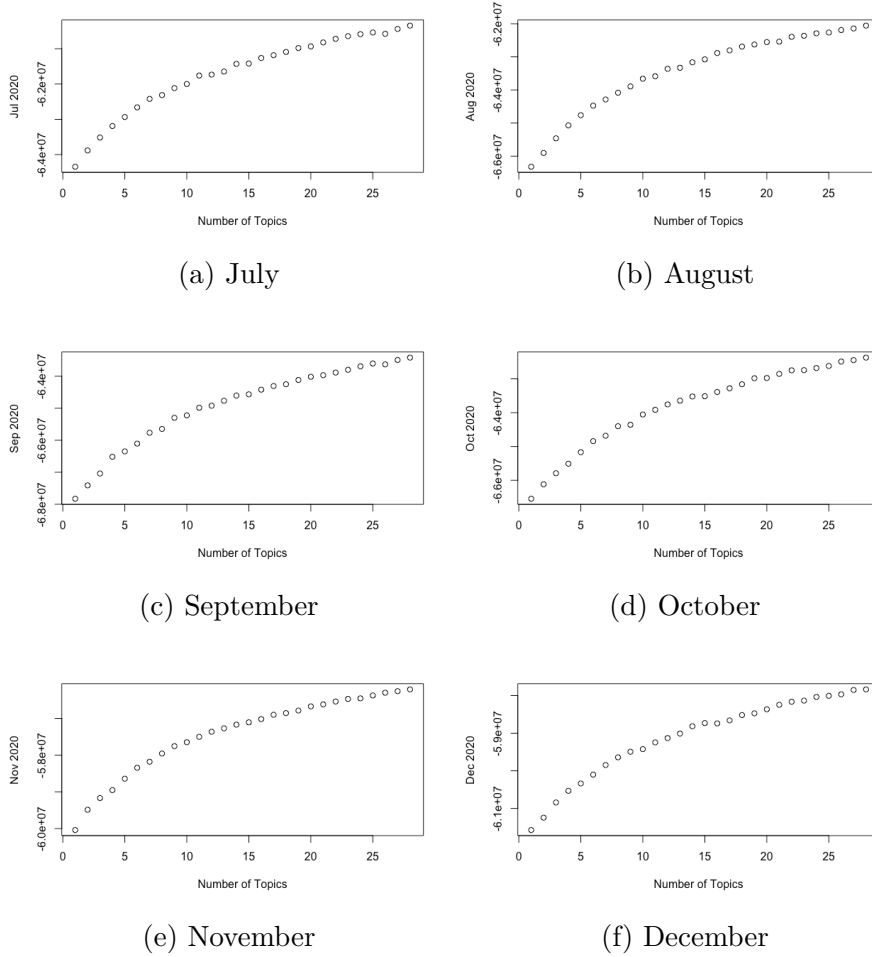 Jul 2020
-6.2e+07
-6.4e+07
0 5 10 15 20 25
Number of Topics
(a) July
Aug 2020
-6.2e+07
-6.4e+07
-6.6e+07
0 5 10 15 20 25
Number of Topics
(b) August
Sep 2020
-6.4e+07
-6.6e+07
-6.8e+07
0 5 10 15 20 25
Number of Topics
(c) September
Oct 2020
-6.4e+07
-6.6e+07
0 5 10 15 20 25
Number of Topics
(d) October
Nov 2020
-5.8e+07
-6.0e+07
0 5 10 15 20 25
Number of Topics
(e) November
Dec 2020
-5.9e+07
-6.1e+07
0 5 10 15 20 25
Number of Topics
(f) December